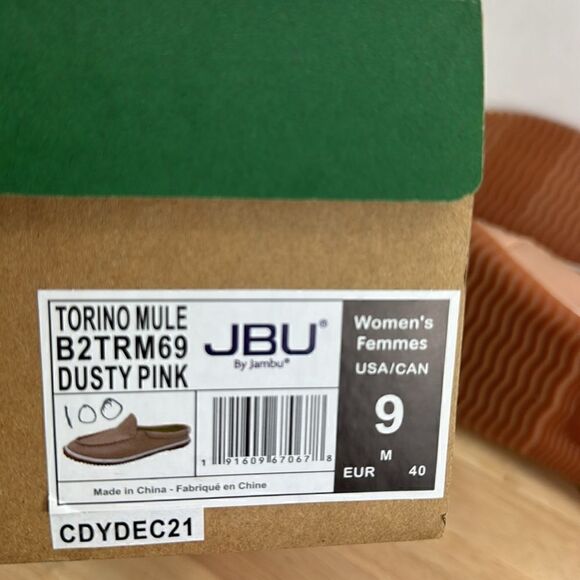 TORINO MULE
B2TRM69
DUSTY PINK
100
JBU®
By Jambu®
1 91609 67067 8
Women's
Femmes
USA/CAN
9
M
EUR 40
Made in China - Fabriqué en Chine
CDYDEC21